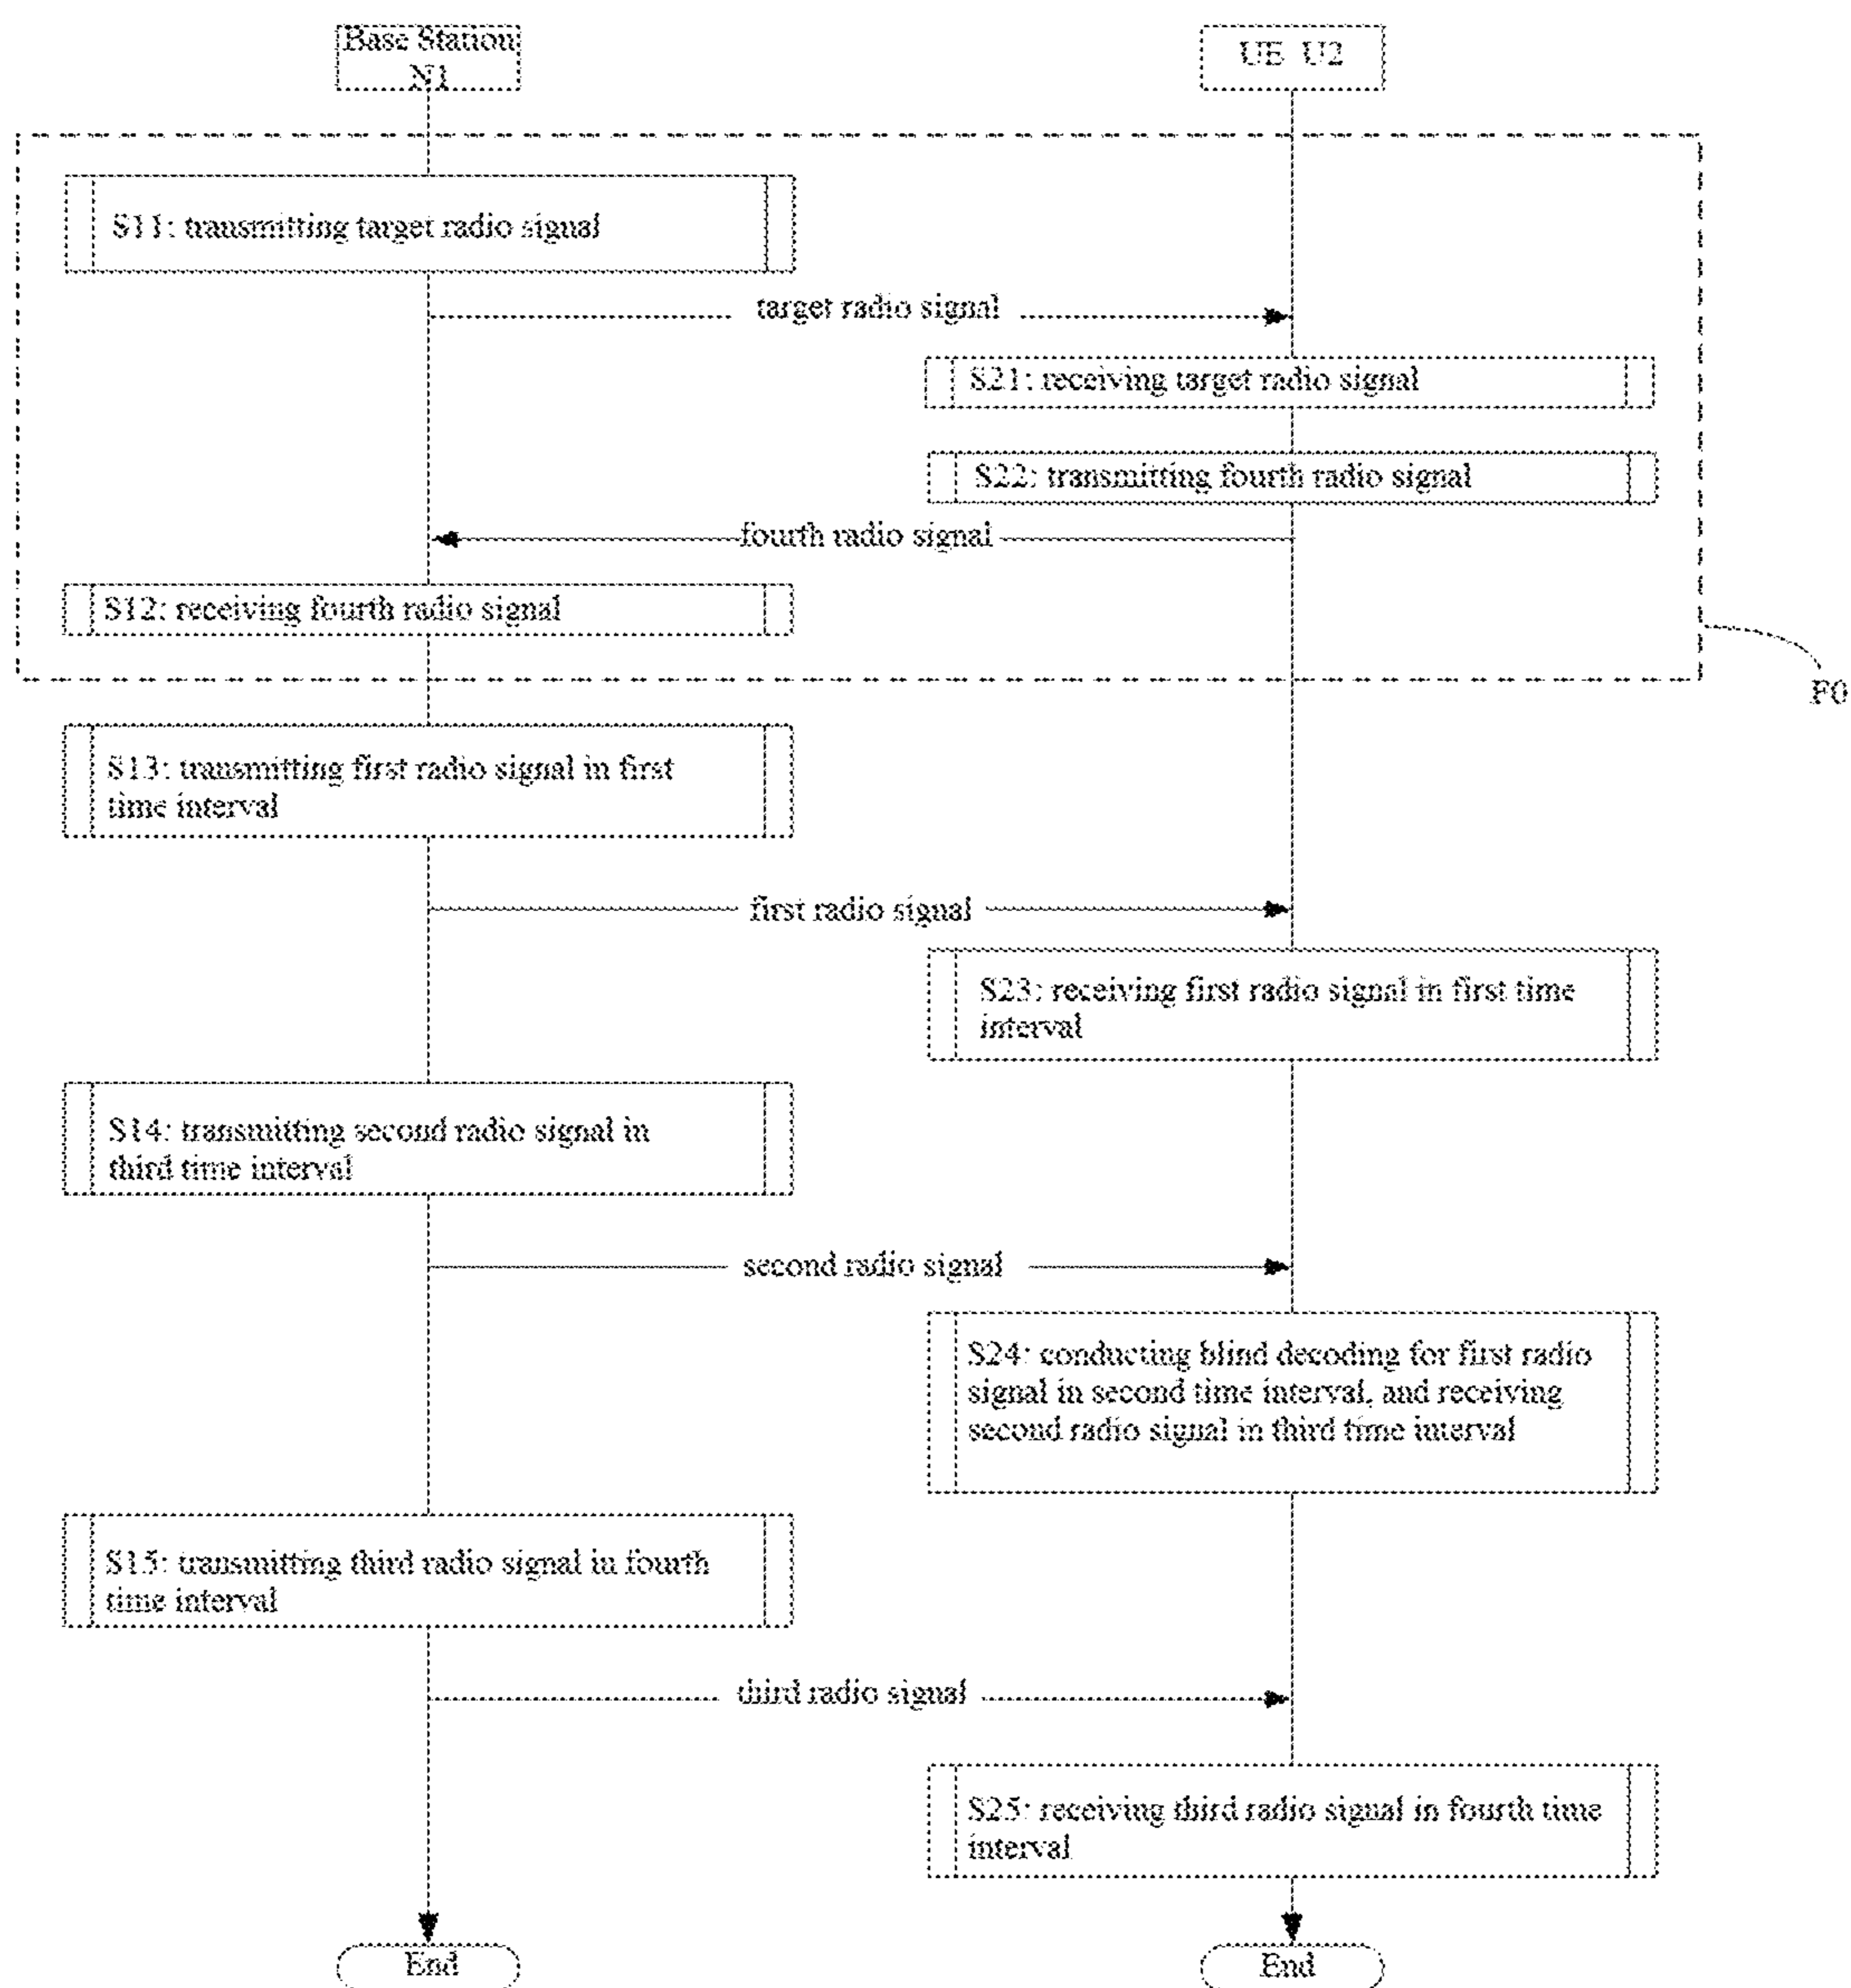 Base Station
N1
UE U2
S11: transmitting target radio signal
target radio signal
S21: receiving target radio signal
S22: transmitting fourth radio signal
fourth radio signal
S12: receiving fourth radio signal
F0
S13: transmitting first radio signal in first
time interval
first radio signal
S23: receiving first radio signal in first time
interval
S14: transmitting second radio signal in
third time interval
second radio signal
S24: conducting blind decoding for first radio
signal in second time interval, and receiving
second radio signal in third time interval
S15: transmitting third radio signal in fourth
time interval
third radio signal
S25: receiving third radio signal in fourth time
interval
End
End